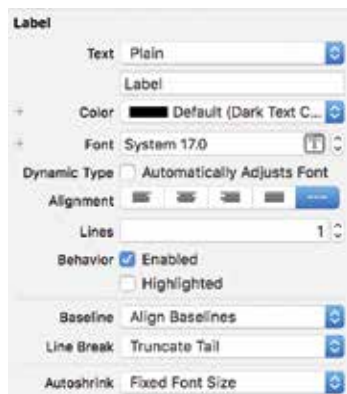 Label
Text Plain
Label
+ Color Default (Dark Text C...
+ Font System 17.0 T
Dynamic Type Automatically Adjusts Font
Alignment
Lines 1
Behavior Enabled
Highlighted
Baseline Align Baselines
Line Break Truncate Tail
Autoshrink Fixed Font Size